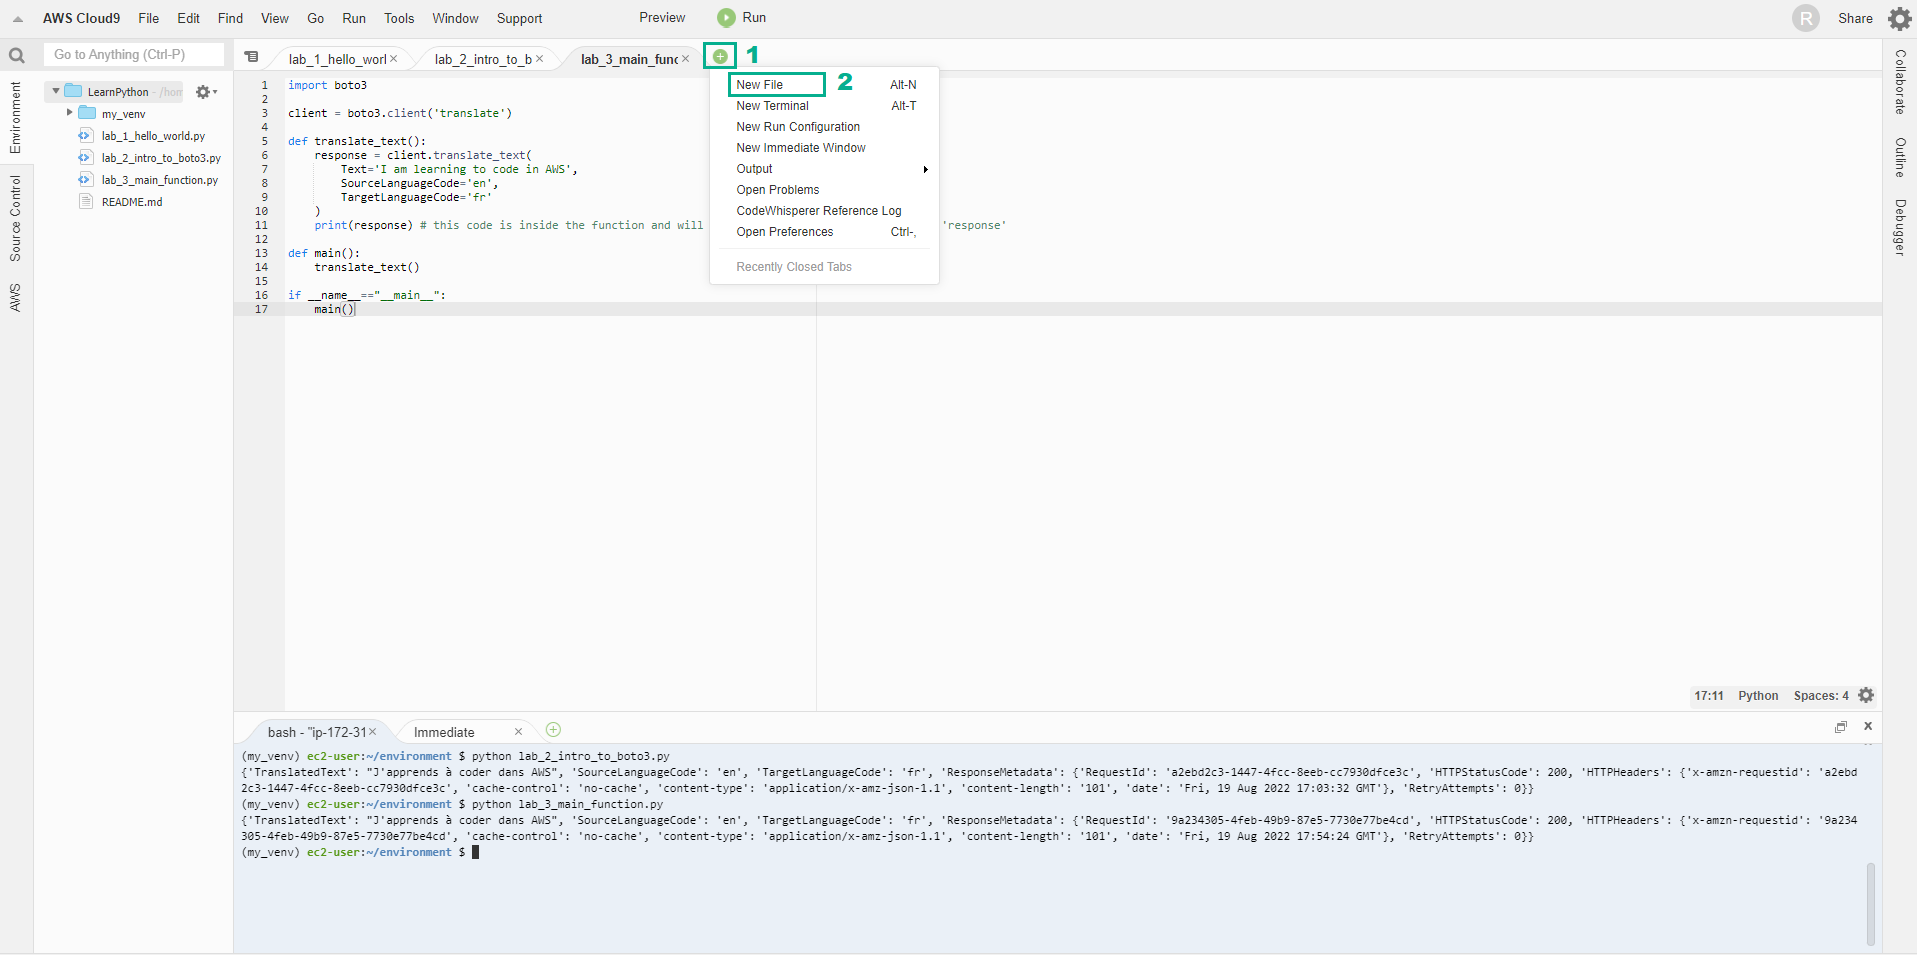 AWS Cloud9 File Edit Find View Go Run Tools Window Support Preview Run R Share
Go to Anything (Ctrl-P)
lab_1_hello_worl lab_2_intro_to_b lab_3_main_func 1
Environment
Source Control
AWS
LearnPython - /hom
my_venv
lab_1_hello_world.py
lab_2_intro_to_boto3.py
lab_3_main_function.py
README.md
1 import boto3
2
3 client = boto3.client('translate')
4
5 def translate_text():
6 response = client.translate_text(
7 Text='I am learning to code in AWS',
8 SourceLanguageCode='en',
9 TargetLanguageCode='fr'
10 )
11 print(response) # this code is inside the function and will 'response'
12
13 def main():
14 translate_text()
15
16 if __name__=="__main__":
17 main()
New File 2 Alt-N
New Terminal Alt-T
New Run Configuration
New Immediate Window
Output
Open Problems
CodeWhisperer Reference Log
Open Preferences Ctrl-,
Recently Closed Tabs
Collaborate
Outline
Debugger
17:11 Python Spaces: 4
bash - "ip-172-31 Immediate
(my_venv) ec2-user:~/environment $ python lab_2_intro_to_boto3.py
{'TranslatedText': "J'apprends à coder dans AWS", 'SourceLanguageCode': 'en', 'TargetLanguageCode': 'fr', 'ResponseMetadata': {'RequestId': 'a2ebd2c3-1447-4fcc-8eeb-cc7930dfce3c', 'HTTPStatusCode': 200, 'HTTPHeaders': {'x-amzn-requestid': 'a2ebd
2c3-1447-4fcc-8eeb-cc7930dfce3c', 'cache-control': 'no-cache', 'content-type': 'application/x-amz-json-1.1', 'content-length': '101', 'date': 'Fri, 19 Aug 2022 17:03:32 GMT'}, 'RetryAttempts': 0}}
(my_venv) ec2-user:~/environment $ python lab_3_main_function.py
{'TranslatedText': "J'apprends à coder dans AWS", 'SourceLanguageCode': 'en', 'TargetLanguageCode': 'fr', 'ResponseMetadata': {'RequestId': '9a234305-4feb-49b9-87e5-7730e77be4cd', 'HTTPStatusCode': 200, 'HTTPHeaders': {'x-amzn-requestid': '9a234
305-4feb-49b9-87e5-7730e77be4cd', 'cache-control': 'no-cache', 'content-type': 'application/x-amz-json-1.1', 'content-length': '101', 'date': 'Fri, 19 Aug 2022 17:54:24 GMT'}, 'RetryAttempts': 0}}
(my_venv) ec2-user:~/environment $